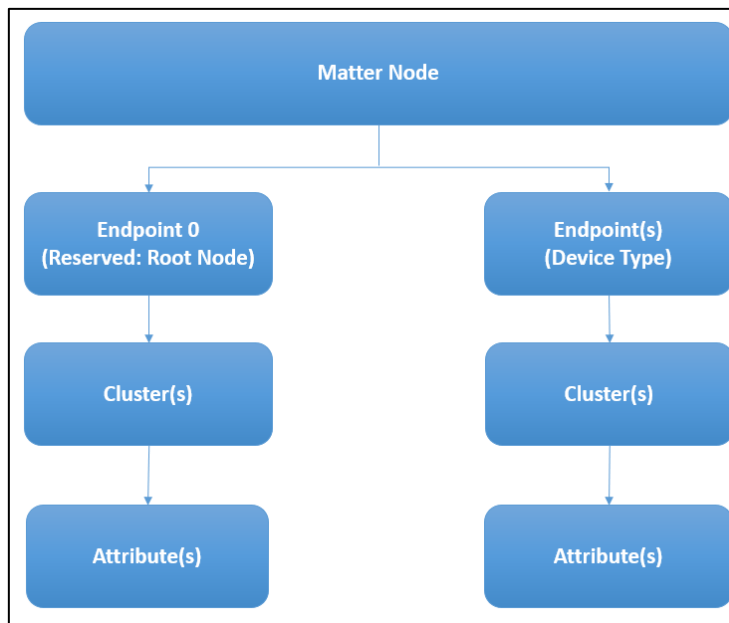 Matter Node
Endpoint 0
(Reserved: Root Node)
Endpoint(s)
(Device Type)
Cluster(s)
Cluster(s)
Attribute(s)
Attribute(s)